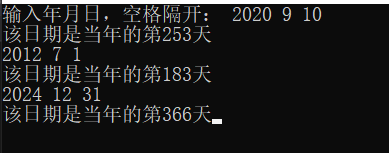 输入年月日，空格隔开： 2020 9 10
该日期是当年的第253天
2012 7 1
该日期是当年的第183天
2024 12 31
该日期是当年的第366天